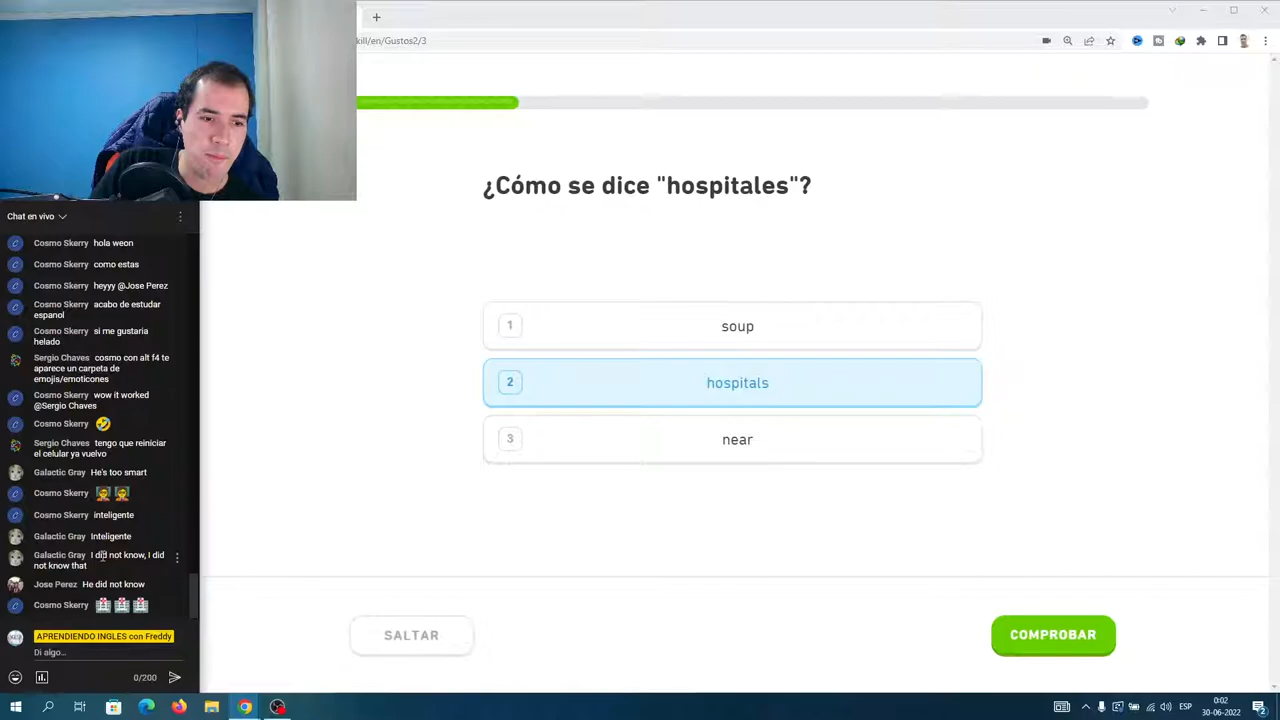 kill/en/Gustos2/3
¿Cómo se dice "hospitales"?
1 soup
2 hospitals
3 near
SALTAR
COMPROBAR
Chat en vivo
Cosmo Skerry hola weon
Cosmo Skerry como estas
Cosmo Skerry heyyy @Jose Perez
Cosmo Skerry acabo de estudar
espanol
Cosmo Skerry si me gustaria
helado
Sergio Chaves cosmo con alt f4 te
aparece un carpeta de
emojis/emoticones
Cosmo Skerry wow it worked
@Sergio Chaves
Cosmo Skerry 🤣
Sergio Chaves tengo que reiniciar
el celular ya vuelvo
Galactic Gray He's too smart
Cosmo Skerry
Cosmo Skerry inteligente
Galactic Gray Inteligente
Galactic Gray I did not know, I did
not know that
Jose Perez He did not know
Cosmo Skerry 🏥🏥🏥
APRENDIENDO INGLES con Freddy
Di algo...
0/200
ESP
0:02
30-06-2022
2